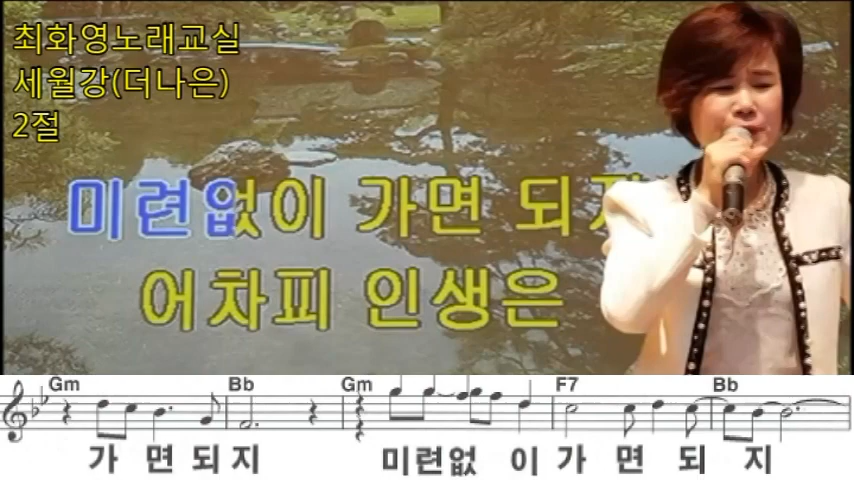 최화영노래교실
세월강(더나은)
2절
미련없이 가면 되지
어차피 인생은
Gm Bb Gm F7 Bb
가 면 되 지 미련없 이 가 면 되 지